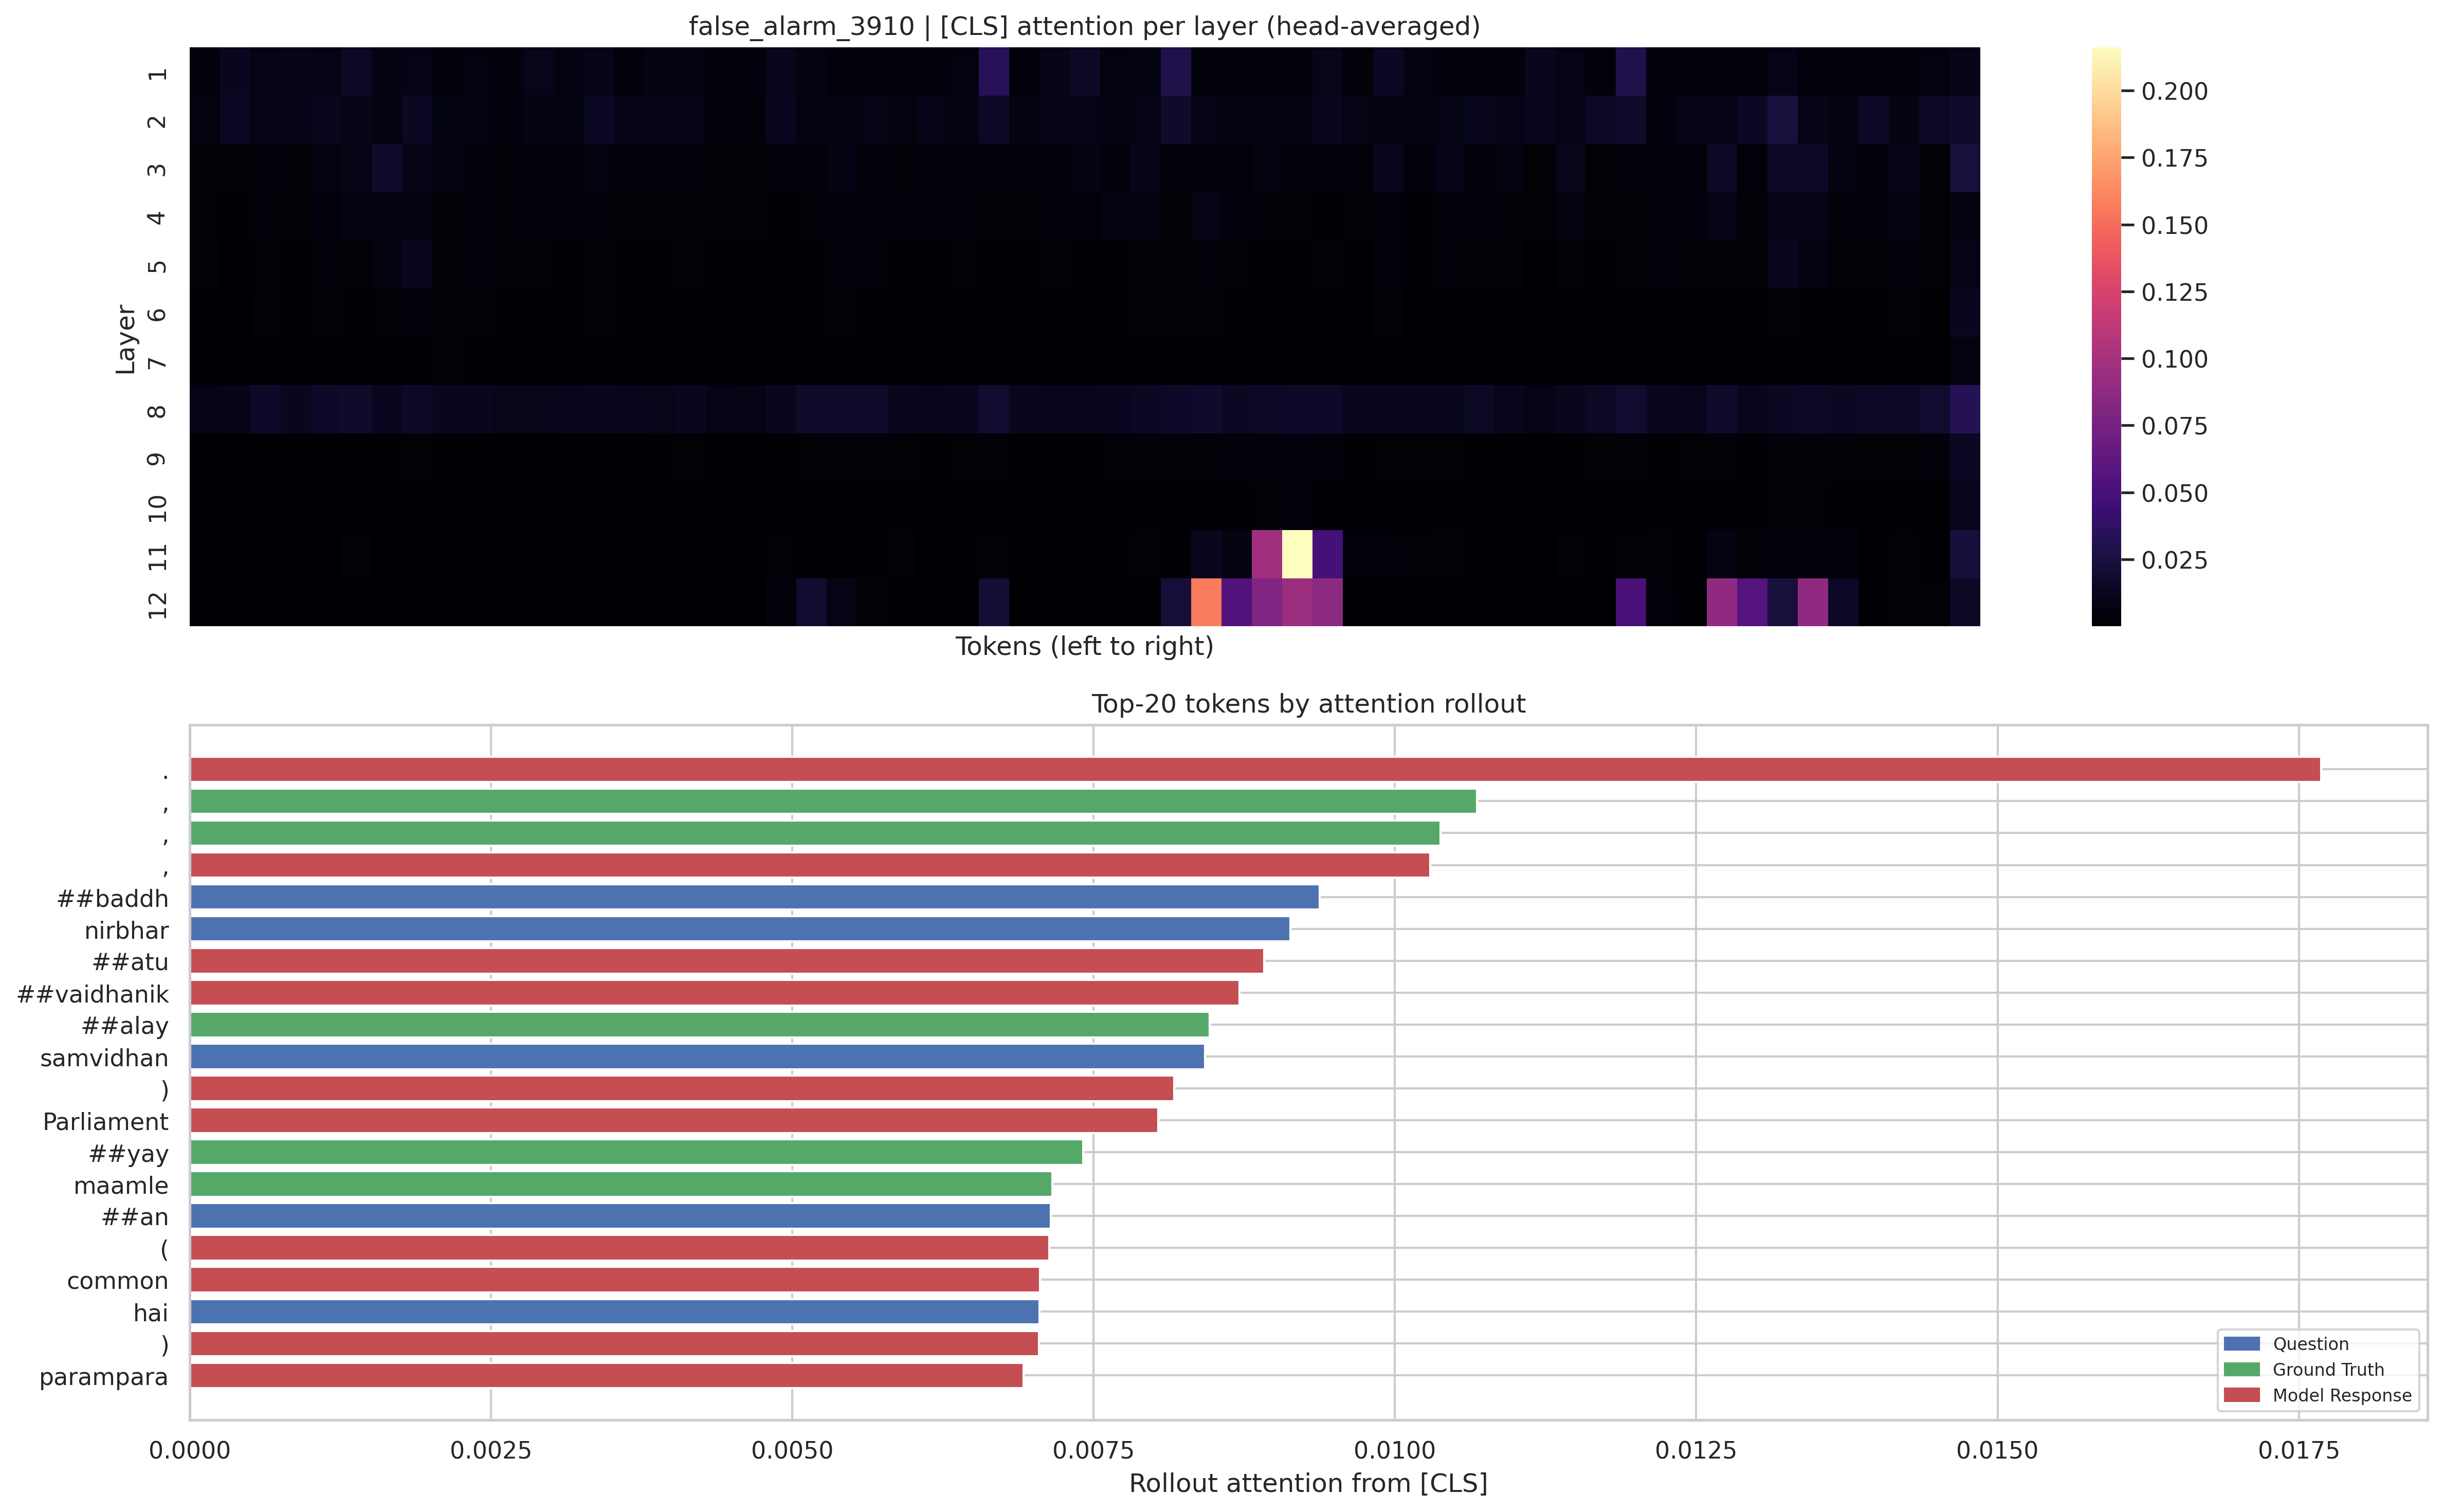 false_alarm_3910 | [CLS] attention per layer (head-averaged)
Layer
1
2
3
4
5
6
7
8
9
10
11
12
Tokens (left to right)
0.200
0.175
0.150
0.125
0.100
0.075
0.050
0.025
Top-20 tokens by attention rollout
.
,
,
,
##baddh
nirbhar
##atu
##vaidhanik
##alay
samvidhan
)
Parliament
##yay
maamle
##an
(
common
hai
)
parampara
Question
Ground Truth
Model Response
0.0000 0.0025 0.0050 0.0075 0.0100 0.0125 0.0150 0.0175
Rollout attention from [CLS]